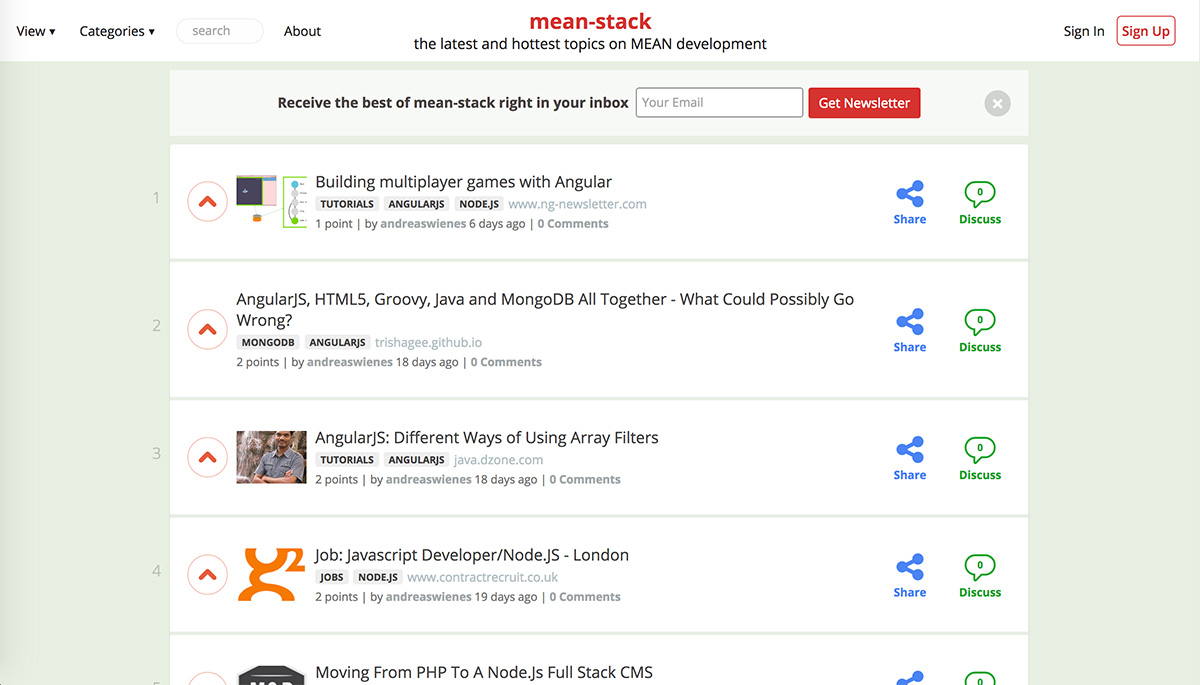 View ▾ Categories ▾ search About
mean-stack
the latest and hottest topics on MEAN development
Sign In Sign Up
Receive the best of mean-stack right in your inbox Your Email Get Newsletter
1
Building multiplayer games with Angular
TUTORIALS ANGULARJS NODE.JS www.ng-newsletter.com
1 point | by andreaswienes 6 days ago | 0 Comments
Share
0
Discuss
2
AngularJS, HTML5, Groovy, Java and MongoDB All Together - What Could Possibly Go
Wrong?
MONGODB ANGULARJS trishagee.github.io
2 points | by andreaswienes 18 days ago | 0 Comments
Share
0
Discuss
3
AngularJS: Different Ways of Using Array Filters
TUTORIALS ANGULARJS java.dzone.com
2 points | by andreaswienes 18 days ago | 0 Comments
Share
0
Discuss
4
Job: Javascript Developer/Node.JS - London
JOBS NODE.JS www.contractrecruit.co.uk
2 points | by andreaswienes 19 days ago | 0 Comments
Share
0
Discuss
Moving From PHP To A Node.Js Full Stack CMS